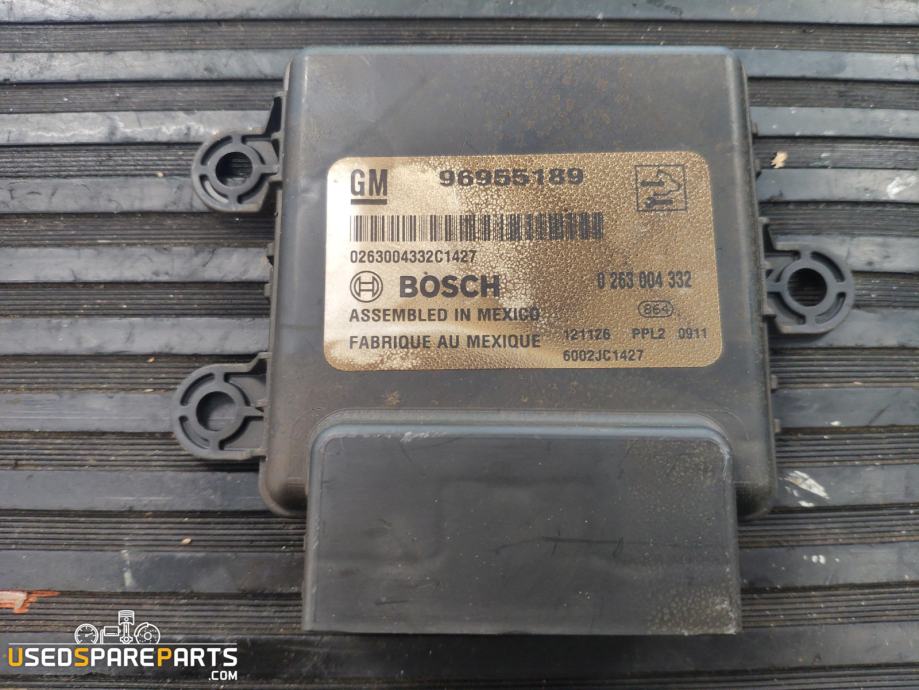 GM 96955189
0263004332C1427
BOSCH 0 263 004 332
ASSEMBLED IN MEXICO 864
FABRIQUE AU MEXIQUE 121126 PPL2 0911
6002JC1427
USEDSPAREPARTS
.COM